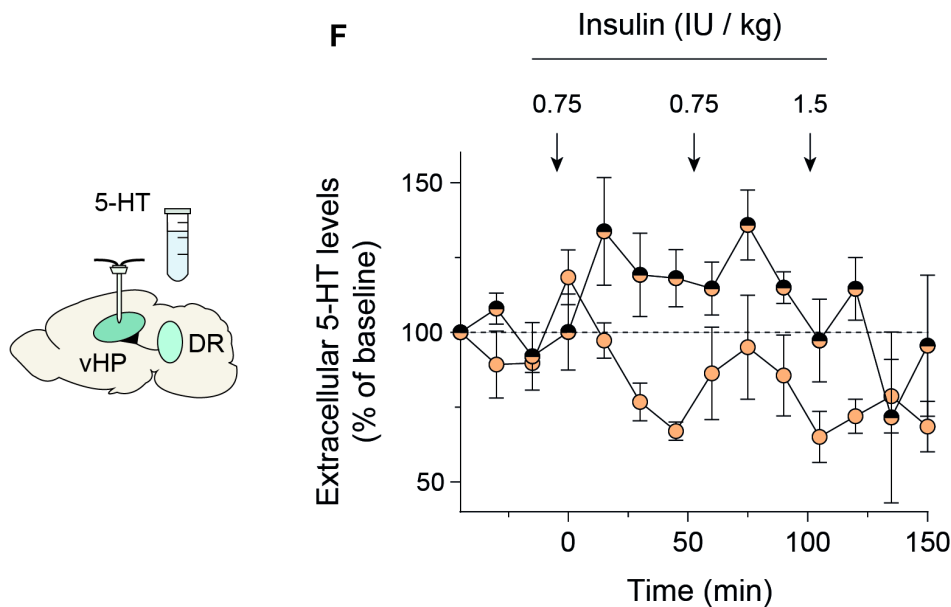 F
Insulin (IU / kg)
0.75
0.75
1.5
5-HT
vHP
DR
Extracellular 5-HT levels
(% of baseline)
150
100
50
0
50
100
150
Time (min)